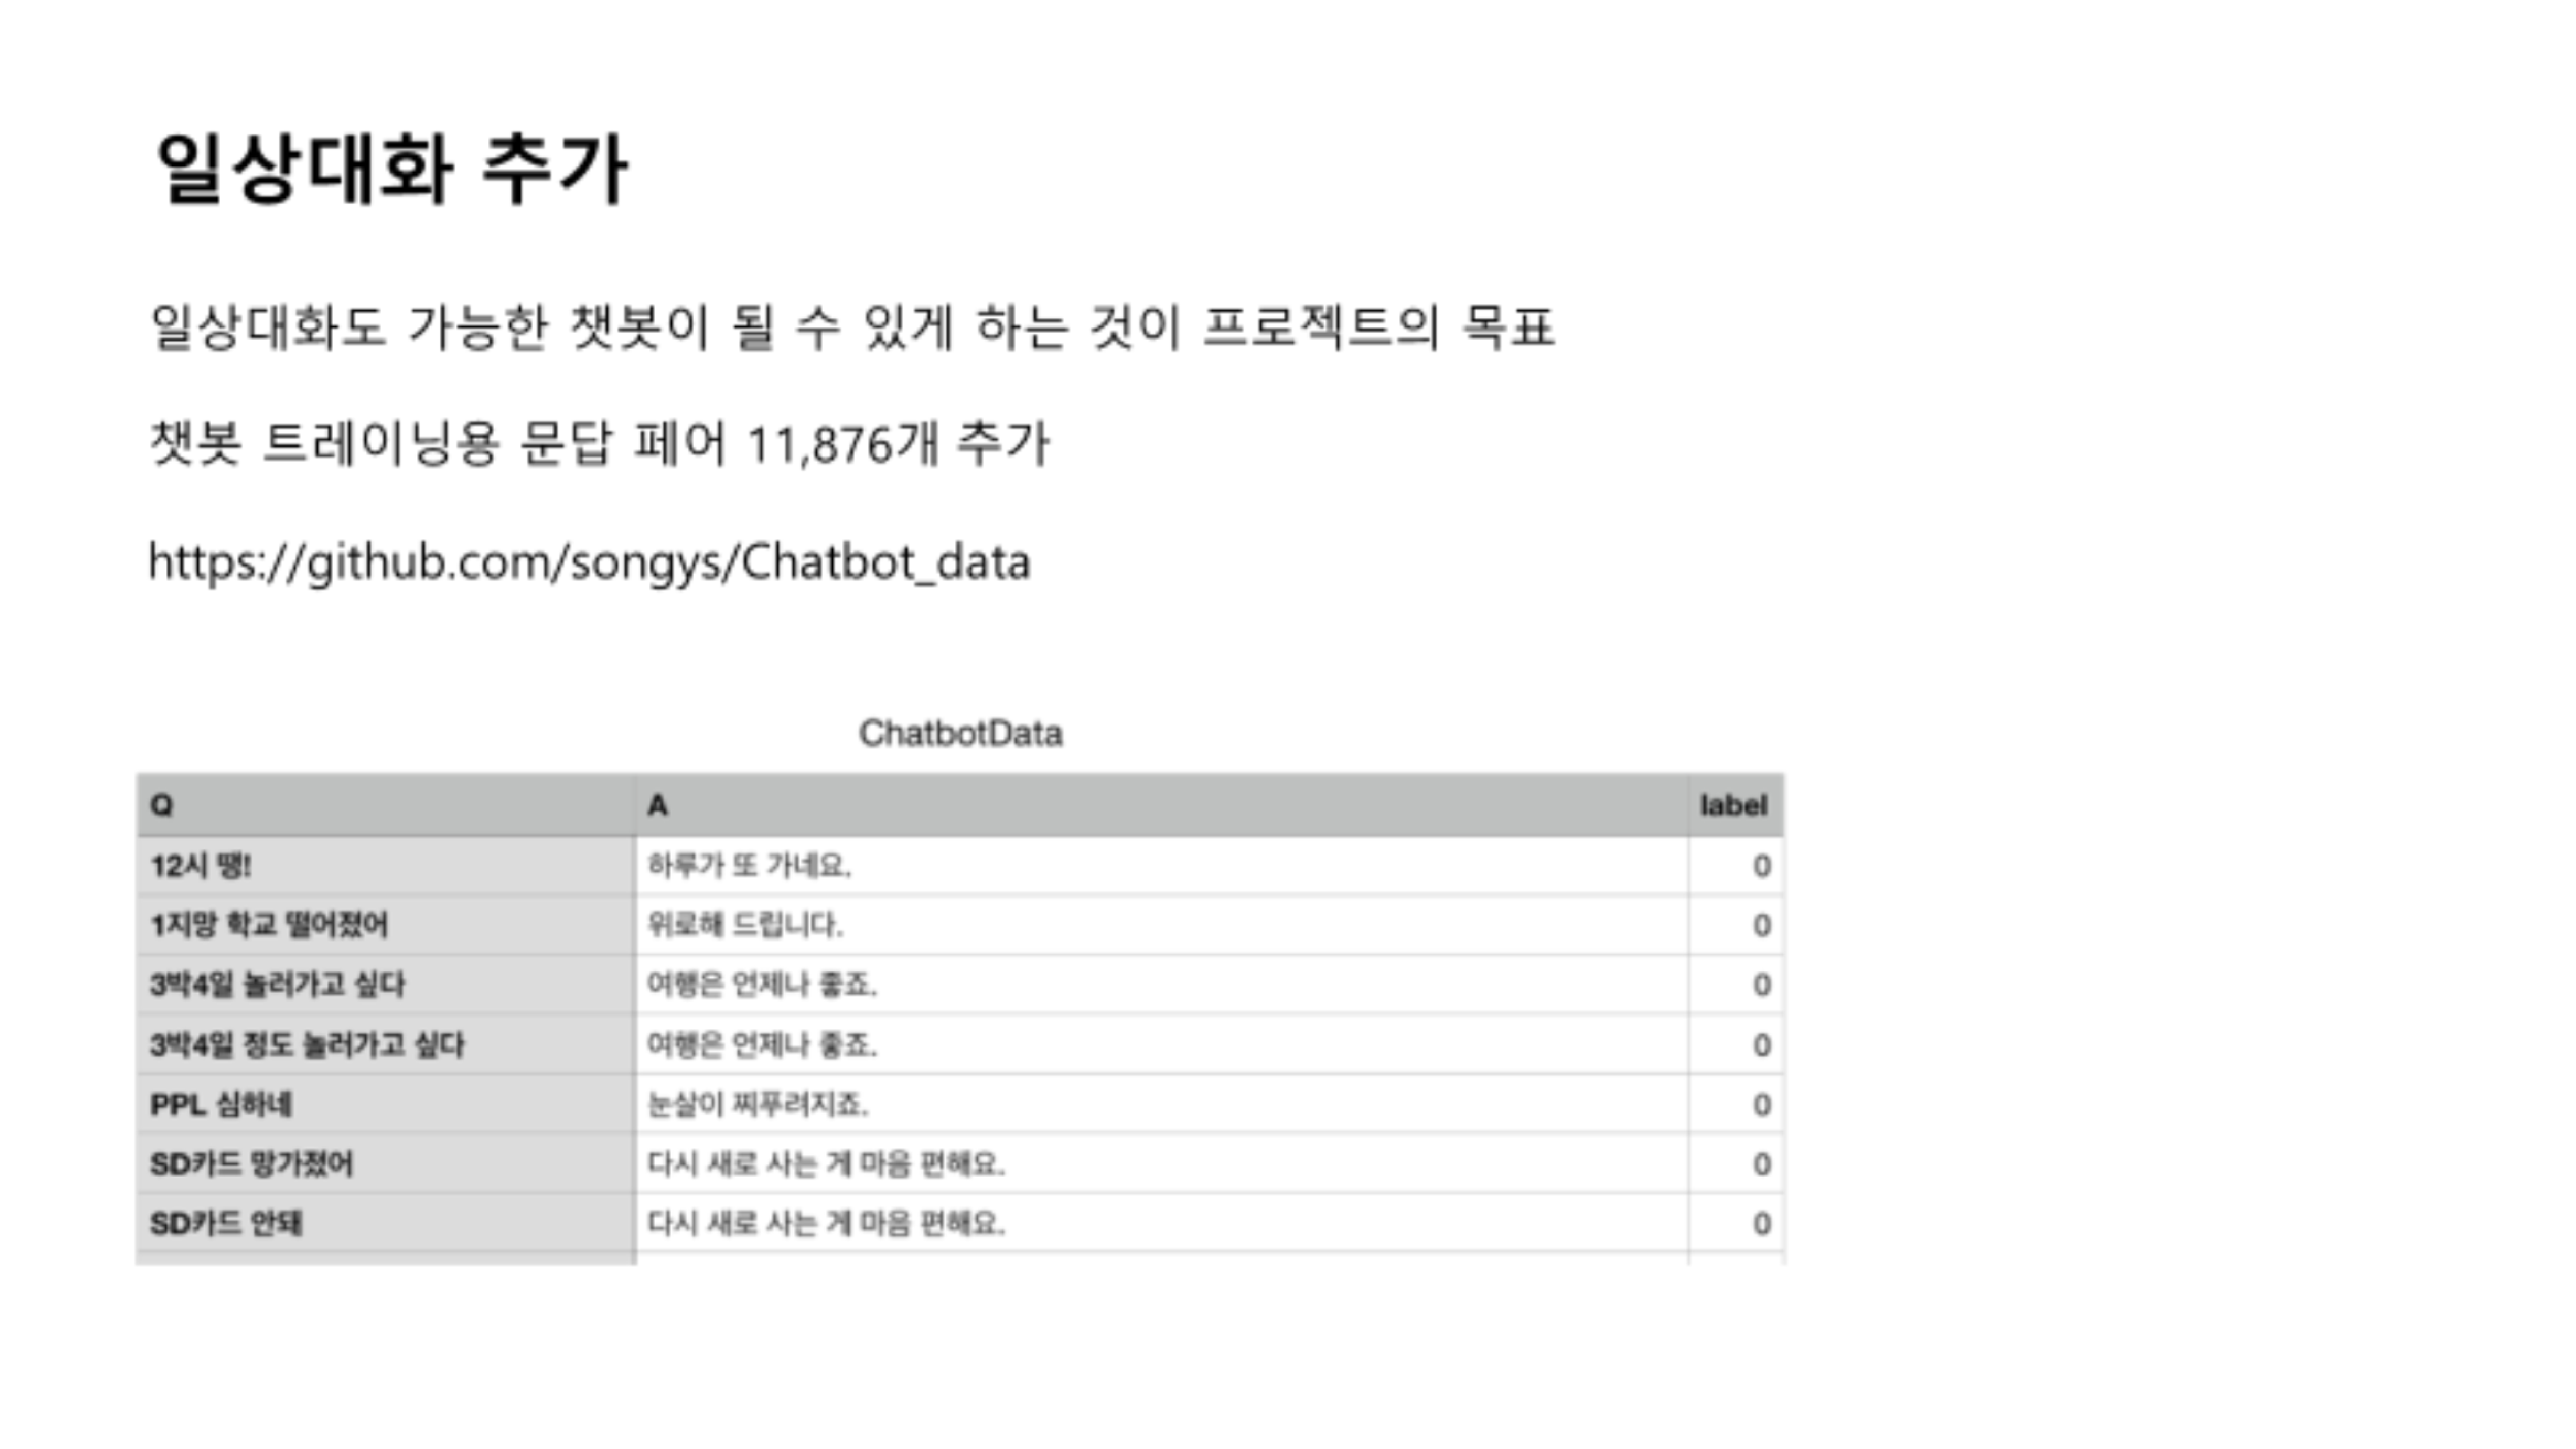 일상대화 추가
일상대화도 가능한 챗봇이 될 수 있게 하는 것이 프로젝트의 목표
챗봇 트레이닝용 문답 페어 11,876개 추가
https://github.com/songys/Chatbot_data
ChatbotData
Q A label
12시 땡! 하루가 또 가네요. 0
1지망 학교 떨어졌어 위로해 드립니다. 0
3박4일 놀러가고 싶다 여행은 언제나 좋죠. 0
3박4일 정도 놀러가고 싶다 여행은 언제나 좋죠. 0
PPL 심하네 눈살이 찌푸려지죠. 0
SD카드 망가졌어 다시 새로 사는 게 마음 편해요. 0
SD카드 안돼 다시 새로 사는 게 마음 편해요. 0